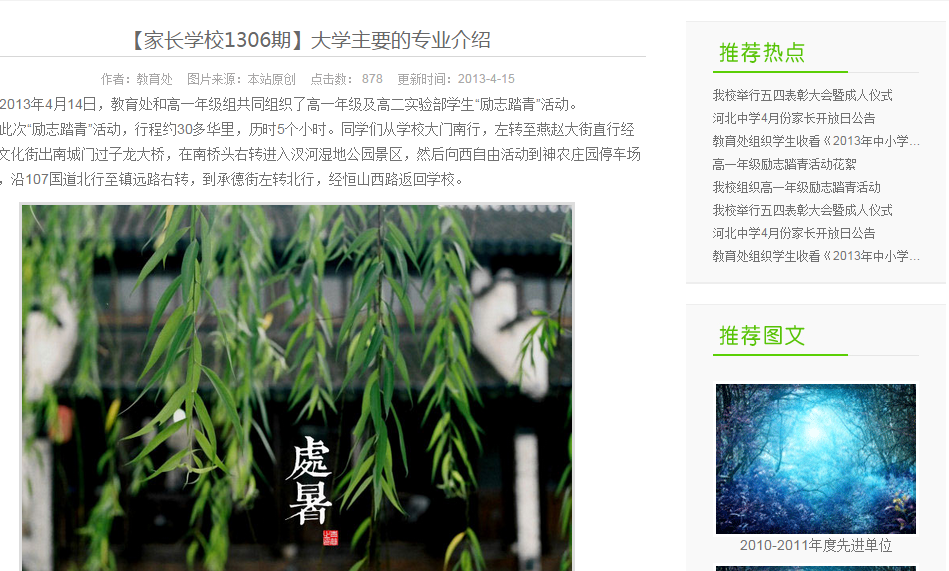 【家长学校1306期】大学主要的专业介绍
作者：教育处 图片来源：本站原创 点击数： 878 更新时间：2013-4-15
2013年4月14日，教育处和高一年级组共同组织了高一年级及高二实验部学生“励志踏青”活动。
此次“励志踏青”活动，行程约30多华里，历时5个小时。同学们从学校大门南行，左转至燕赵大街直行经
文化街出南城门过子龙大桥，在南桥头右转进入汊河湿地公园景区，然后向西自由活动到神农庄园停车场
，沿107国道北行至镇远路右转，到承德街左转北行，经恒山西路返回学校。
處暑
推荐热点
我校举行五四表彰大会暨成人仪式
河北中学4月份家长开放日公告
教育处组织学生收看《2013年中小学...
高一年级励志踏青活动花絮
我校组织高一年级励志踏青活动
我校举行五四表彰大会暨成人仪式
河北中学4月份家长开放日公告
教育处组织学生收看《2013年中小学...
推荐图文
2010-2011年度先进单位